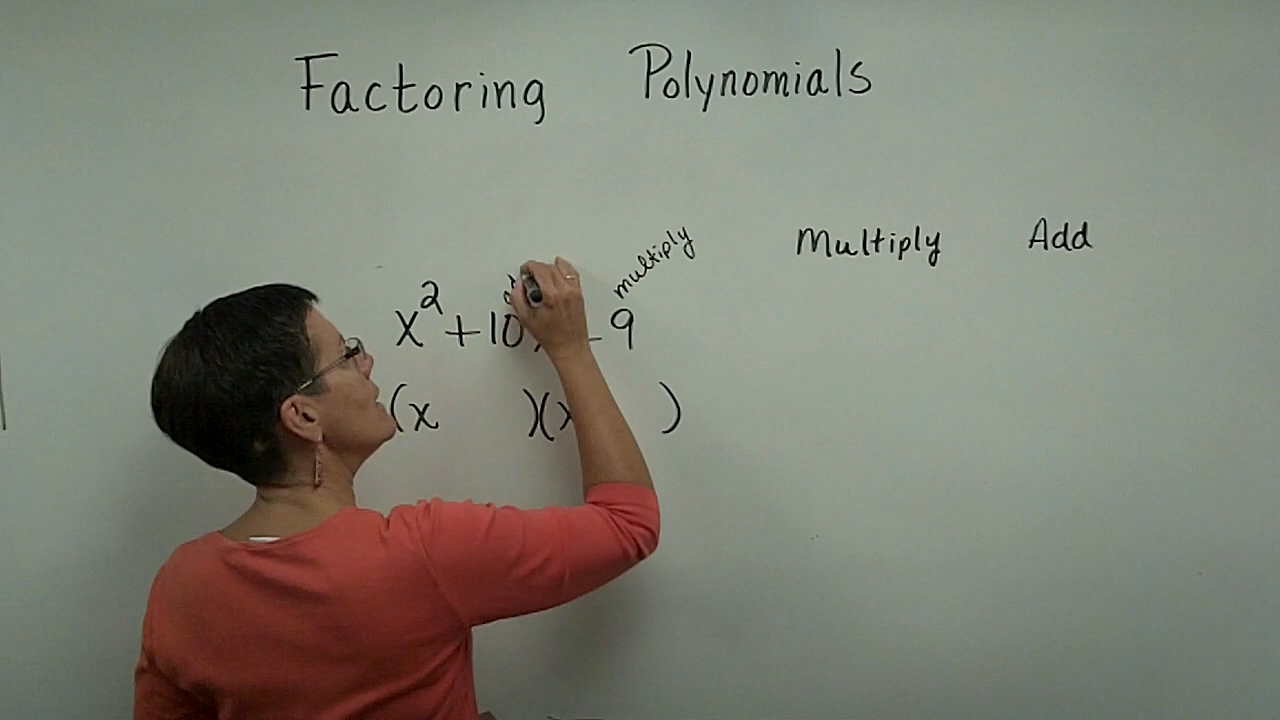 Factoring Polynomials
Multiply Add
multiply
x²+10 9
(x )(x )